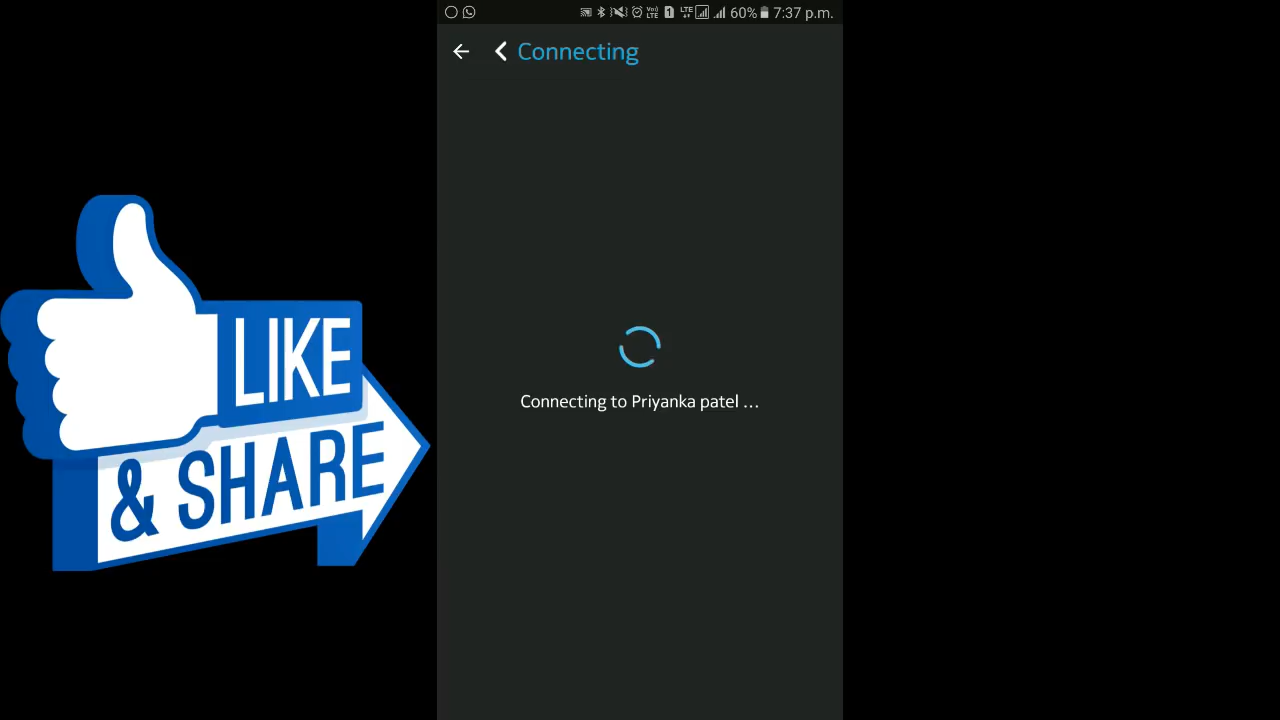 60% 7:37 p.m.
Connecting
LIKE
& SHARE
Connecting to Priyanka patel ...